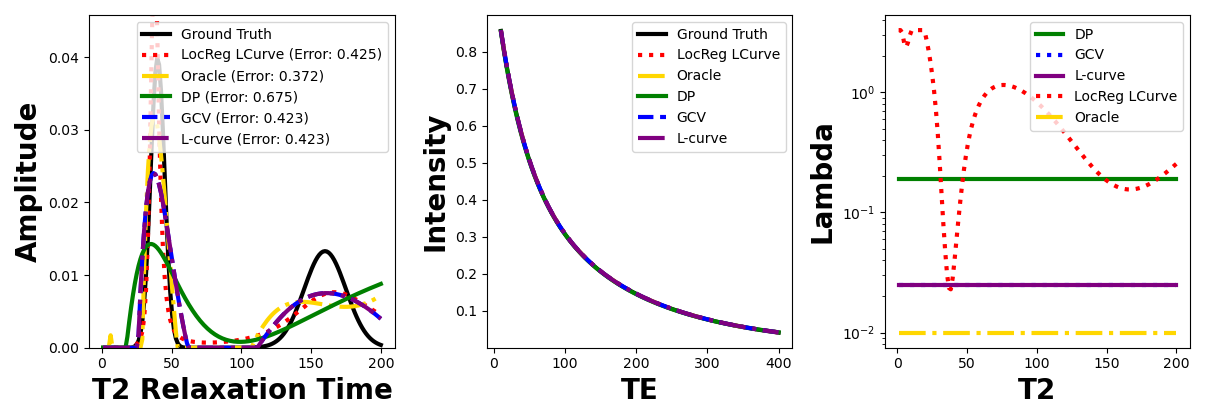 Amplitude
0.04
0.03
0.02
0.01
0.00
0
50
100
150
200
T2 Relaxation Time
Ground Truth
LocReg LCurve (Error: 0.425)
Oracle (Error: 0.372)
DP (Error: 0.675)
GCV (Error: 0.423)
L-curve (Error: 0.423)
Intensity
0.8
0.7
0.6
0.5
0.4
0.3
0.2
0.1
0
100
200
300
400
TE
Ground Truth
LocReg LCurve
Oracle
DP
GCV
L-curve
Lambda
10⁰
10⁻¹
10⁻²
0
50
100
150
200
T2
DP
GCV
L-curve
LocReg LCurve
Oracle